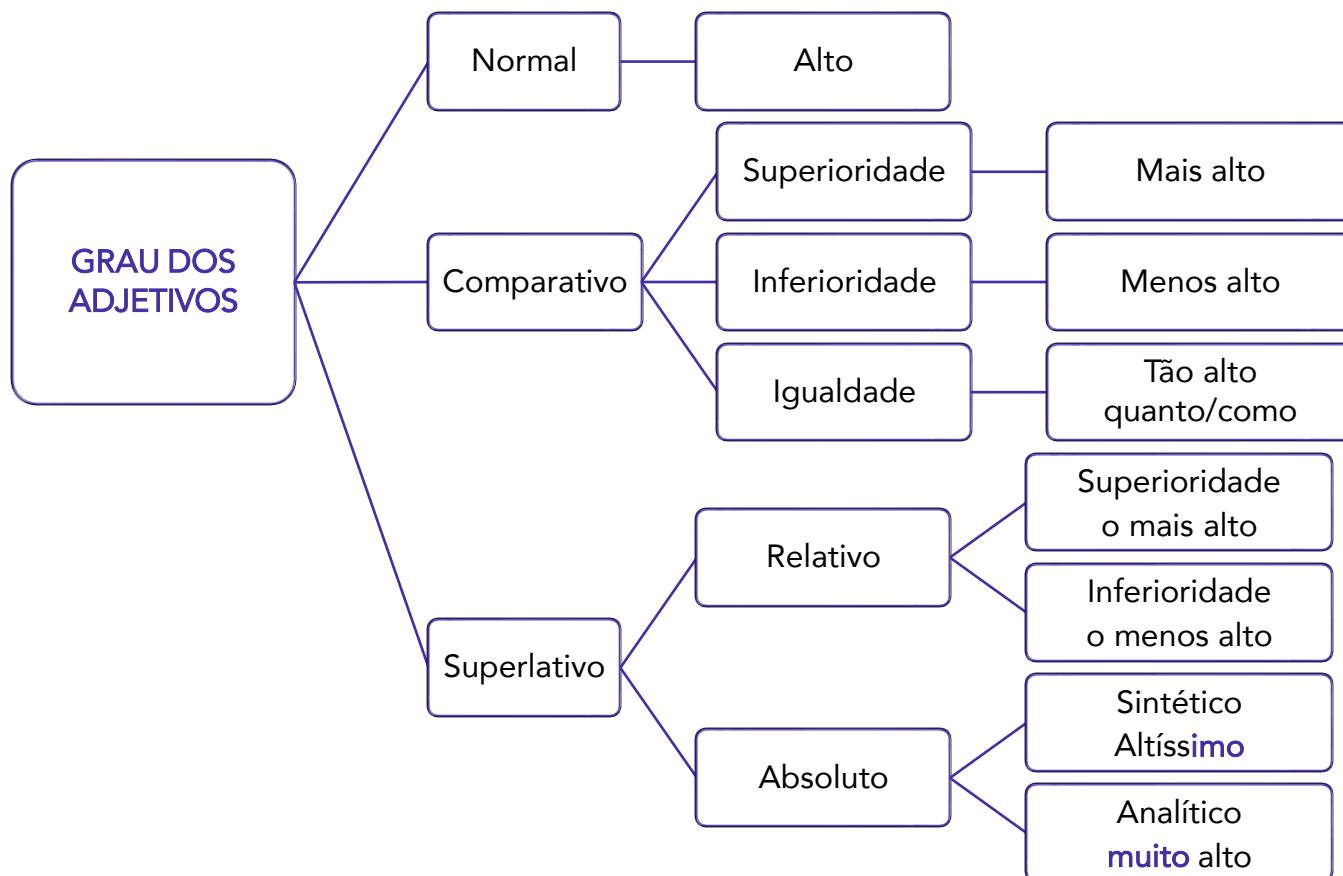 GRAU DOS
ADJETIVOS
Normal
Alto
Comparativo
Superioridade
Mais alto
Inferioridade
Menos alto
Igualdade
Tão alto
quanto/como
Superlativo
Relativo
Superioridade
o mais alto
Inferioridade
o menos alto
Absoluto
Sintético
Altíssimo
Analítico
muito alto